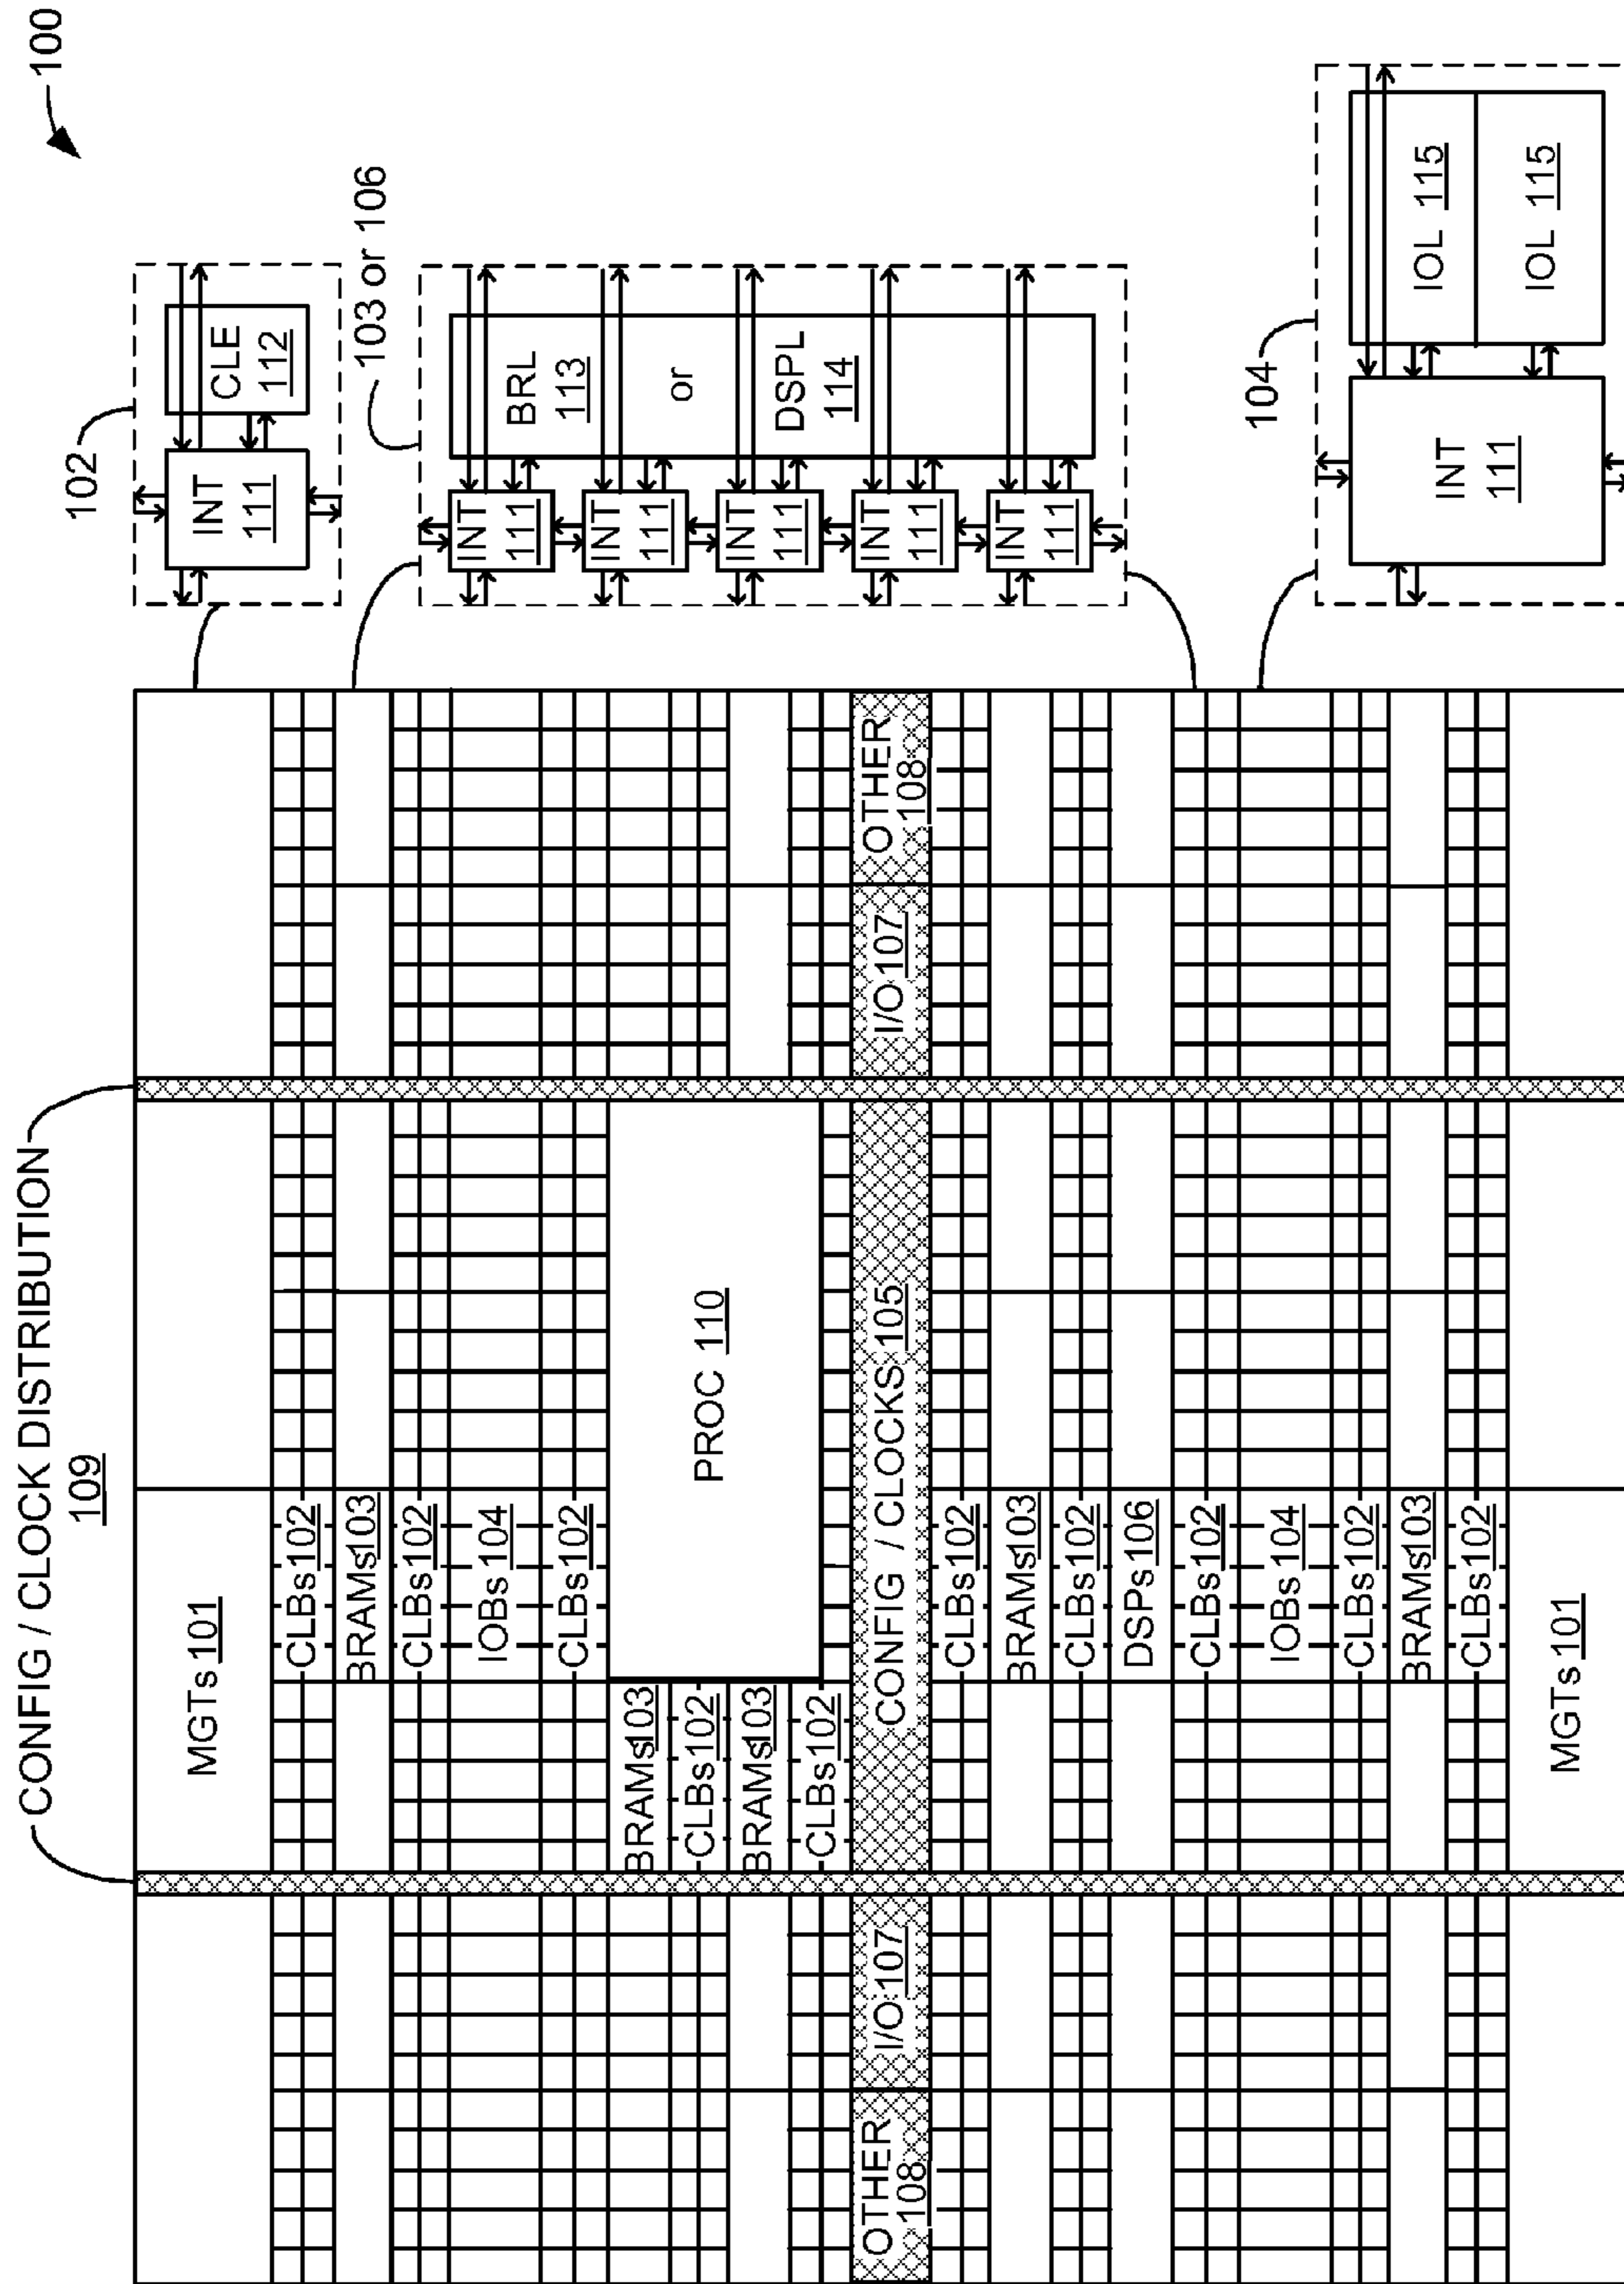 100
CONFIG / CLOCK DISTRIBUTION
109
102
INT
111
CLE
112
103 or 106
INT
111
INT
111
INT
111
INT
111
INT
111
BRL
113
or
DSPL
114
104
INT
111
IOL 115
IOL 115
MGTs 101
CLBs 102
BRAMs 103
CLBs 102
IOBs 104
CLBs 102
BRAMs 103
CLBs 102
BRAMs 103
CLBs 102
PROC 110
OTHER
108
I/O 107
CONFIG / CLOCKS 105
I/O 107
OTHER
108
CLBs 102
BRAMs 103
CLBs 102
DSPs 106
CLBs 102
IOBs 104
CLBs 102
BRAMs 103
CLBs 102
MGTs 101